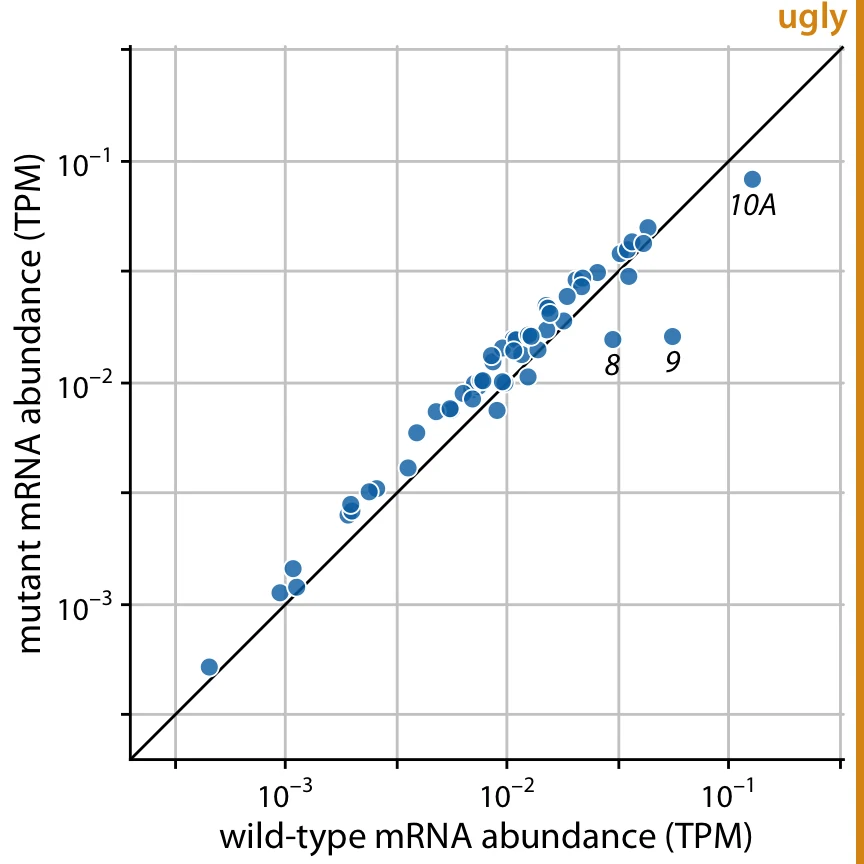 ugly
mutant mRNA abundance (TPM)
10⁻¹
10⁻²
10⁻³
10A
8
9
10⁻³
10⁻²
10⁻¹
wild-type mRNA abundance (TPM)